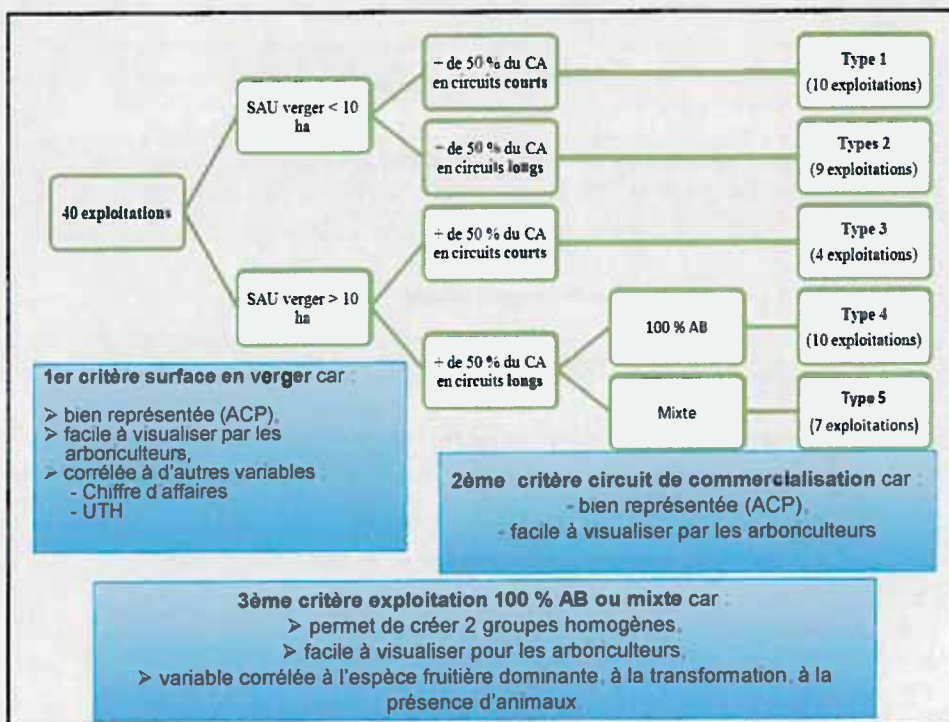 + de 50 % du CA
en circuits courts
Type 1
(10 exploitations)
SAU verger < 10
ha
- de 50 % du CA
en circuits longs
Types 2
(9 exploitations)
40 exploitations
+ de 50 % du CA
en circuits courts
Type 3
(4 exploitations)
SAU verger > 10
ha
+ de 50 % du CA
en circuits longs
100 % AB
Type 4
(10 exploitations)
Mixte
Type 5
(7 exploitations)
1er critère surface en verger car :
➢ bien représentée (ACP),
➢ facile à visualiser par les
arboriculteurs,
➢ corrélée à d'autres variables :
- Chiffre d'affaires
- UTH
2ème critère circuit de commercialisation car :
- bien représentée (ACP),
- facile à visualiser par les arboriculteurs
3ème critère exploitation 100 % AB ou mixte car :
➢ permet de créer 2 groupes homogènes,
➢ facile à visualiser pour les arboriculteurs,
➢ variable corrélée à l'espèce fruitière dominante, à la transformation, à la
présence d'animaux